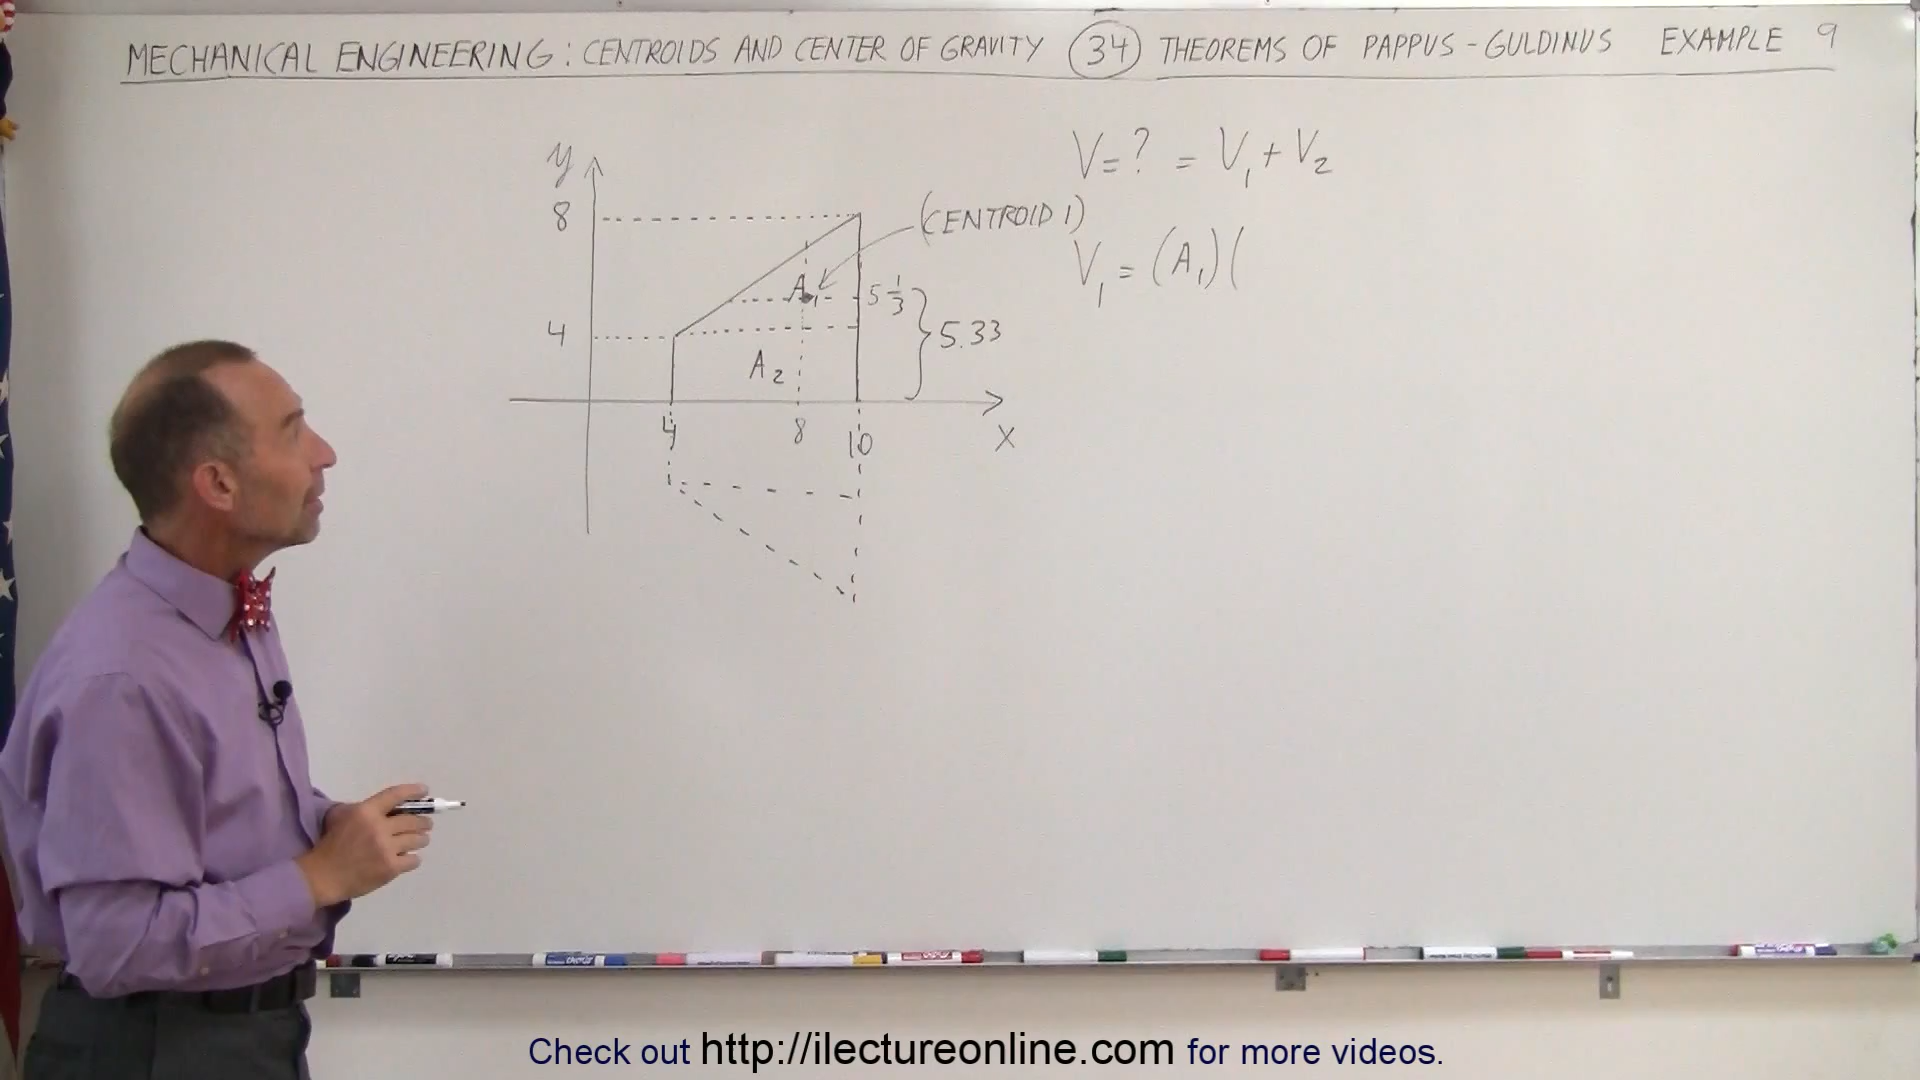 MECHANICAL ENGINEERING: CENTROIDS AND CENTER OF GRAVITY 34 THEOREMS OF PAPPUS-GULDINUS EXAMPLE 9
V=? = V₁+V₂
y
8
(CENTROID 1)
V₁ = (A₁)(
A₁
5 1/3
4
5.33
A₂
4
8
10
X
Check out http://ilectureonline.com for more videos.